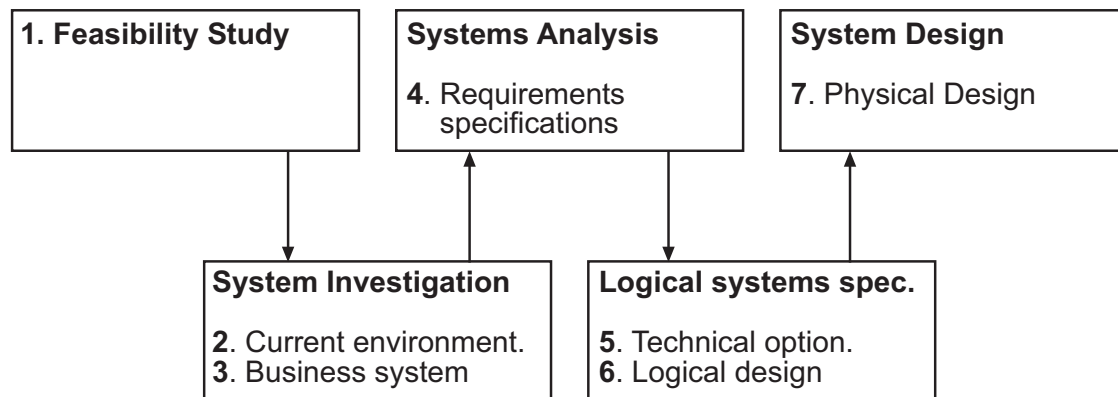 1. Feasibility Study
Systems Analysis
4. Requirements
specifications
System Design
7. Physical Design
System Investigation
2. Current environment.
3. Business system
Logical systems spec.
5. Technical option.
6. Logical design